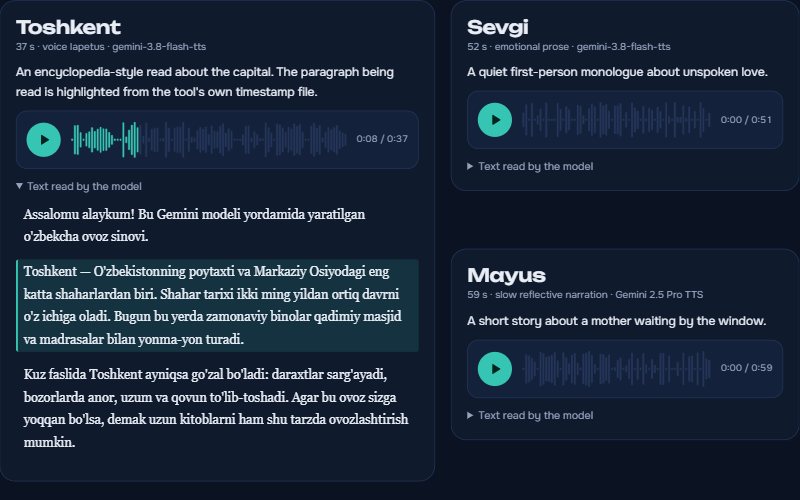 Toshkent
37 s · voice Iapetus · gemini-3.8-flash-tts
An encyclopedia-style read about the capital. The paragraph being
read is highlighted from the tool's own timestamp file.
0:08 / 0:37
▼ Text read by the model
Assalomu alaykum! Bu Gemini modeli yordamida yaratilgan
o'zbekcha ovoz sinovi.
Toshkent — O'zbekistonning poytaxti va Markaziy Osiyodagi eng
katta shaharlardan biri. Shahar tarixi ikki ming yildan ortiq davrni
o'z ichiga oladi. Bugun bu yerda zamonaviy binolar qadimiy masjid
va madrasalar bilan yonma-yon turadi.
Kuz faslida Toshkent ayniqsa go'zal bo'ladi: daraxtlar sarg'ayadi,
bozorlarda anor, uzum va qovun to'lib-toshadi. Agar bu ovoz sizga
yoqqan bo'lsa, demak uzun kitoblarni ham shu tarzda ovozlashtirish
mumkin.
Sevgi
52 s · emotional prose · gemini-3.8-flash-tts
A quiet first-person monologue about unspoken love.
0:00 / 0:51
▶ Text read by the model
Mayus
59 s · slow reflective narration · Gemini 2.5 Pro TTS
A short story about a mother waiting by the window.
0:00 / 0:59
▶ Text read by the model